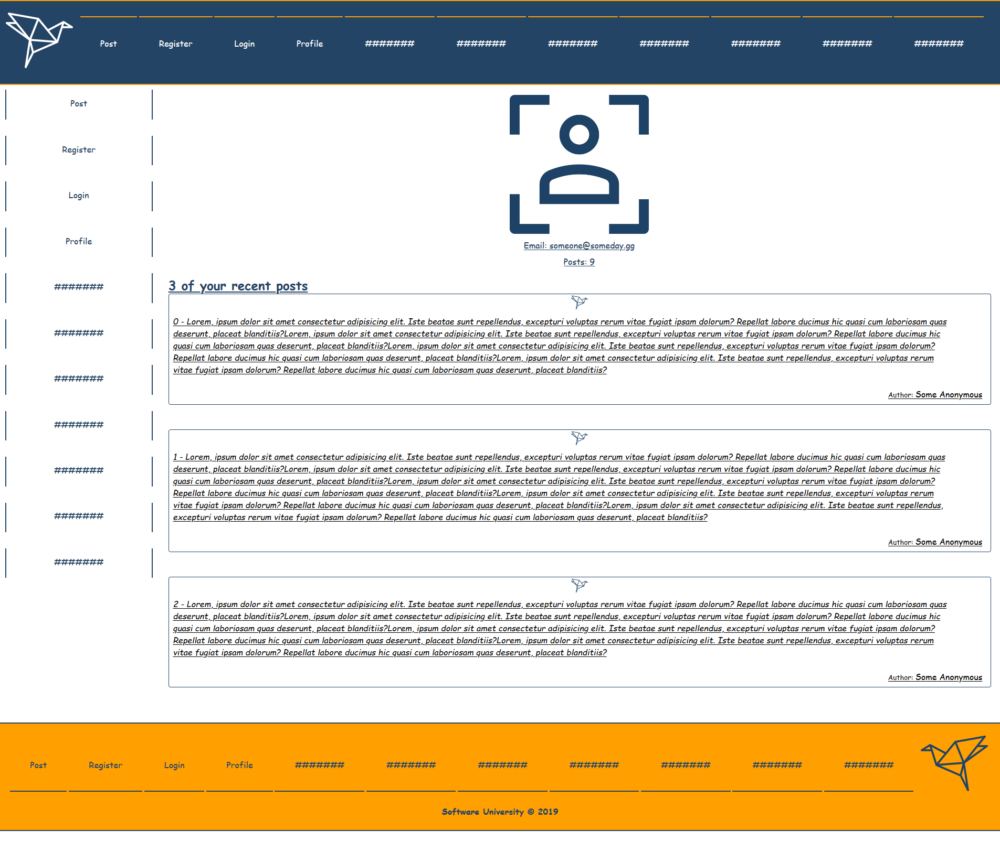 Post Register Login Profile ####### ####### ####### ####### ####### ####### #######
Post
Register
Login
Profile
#######
#######
#######
#######
#######
#######
#######
Email: someone@someday.gg
Posts: 9
3 of your recent posts
0 - Lorem, ipsum dolor sit amet consectetur adipisicing elit. Iste beatae sunt repellendus, excepturi voluptas rerum vitae fugiat ipsam dolorum? Repellat labore ducimus hic quasi cum laboriosam quas
deserunt, placeat blanditiis?Lorem, ipsum dolor sit amet consectetur adipisicing elit. Iste beatae sunt repellendus, excepturi voluptas rerum vitae fugiat ipsam dolorum? Repellat labore ducimus hic
quasi cum laboriosam quas deserunt, placeat blanditiis?Lorem, ipsum dolor sit amet consectetur adipisicing elit. Iste beatae sunt repellendus, excepturi voluptas rerum vitae fugiat ipsam dolorum?
Repellat labore ducimus hic quasi cum laboriosam quas deserunt, placeat blanditiis?Lorem, ipsum dolor sit amet consectetur adipisicing elit. Iste beatae sunt repellendus, excepturi voluptas rerum
vitae fugiat ipsam dolorum? Repellat labore ducimus hic quasi cum laboriosam quas deserunt, placeat blanditiis?
Author: Some Anonymous
1 - Lorem, ipsum dolor sit amet consectetur adipisicing elit. Iste beatae sunt repellendus, excepturi voluptas rerum vitae fugiat ipsam dolorum? Repellat labore ducimus hic quasi cum laboriosam quas
deserunt, placeat blanditiis?Lorem, ipsum dolor sit amet consectetur adipisicing elit. Iste beatae sunt repellendus, excepturi voluptas rerum vitae fugiat ipsam dolorum? Repellat labore ducimus hic
quasi cum laboriosam quas deserunt, placeat blanditiis?Lorem, ipsum dolor sit amet consectetur adipisicing elit. Iste beatae sunt repellendus, excepturi voluptas rerum vitae fugiat ipsam dolorum?
Repellat labore ducimus hic quasi cum laboriosam quas deserunt, placeat blanditiis?Lorem, ipsum dolor sit amet consectetur adipisicing elit. Iste beatae sunt repellendus, excepturi voluptas rerum
vitae fugiat ipsam dolorum? Repellat labore ducimus hic quasi cum laboriosam quas deserunt, placeat blanditiis?Lorem, ipsum dolor sit amet consectetur adipisicing elit. Iste beatae sunt repellendus,
excepturi voluptas rerum vitae fugiat ipsam dolorum? Repellat labore ducimus hic quasi cum laboriosam quas deserunt, placeat blanditiis?
Author: Some Anonymous
2 - Lorem, ipsum dolor sit amet consectetur adipisicing elit. Iste beatae sunt repellendus, excepturi voluptas rerum vitae fugiat ipsam dolorum? Repellat labore ducimus hic quasi cum laboriosam quas
deserunt, placeat blanditiis?Lorem, ipsum dolor sit amet consectetur adipisicing elit. Iste beatae sunt repellendus, excepturi voluptas rerum vitae fugiat ipsam dolorum? Repellat labore ducimus hic
quasi cum laboriosam quas deserunt, placeat blanditiis?Lorem, ipsum dolor sit amet consectetur adipisicing elit. Iste beatae sunt repellendus, excepturi voluptas rerum vitae fugiat ipsam dolorum?
Repellat labore ducimus hic quasi cum laboriosam quas deserunt, placeat blanditiis?Lorem, ipsum dolor sit amet consectetur adipisicing elit. Iste beatae sunt repellendus, excepturi voluptas rerum
vitae fugiat ipsam dolorum? Repellat labore ducimus hic quasi cum laboriosam quas deserunt, placeat blanditiis?
Author: Some Anonymous
Post Register Login Profile ####### ####### ####### ####### ####### ####### #######
Software University © 2019